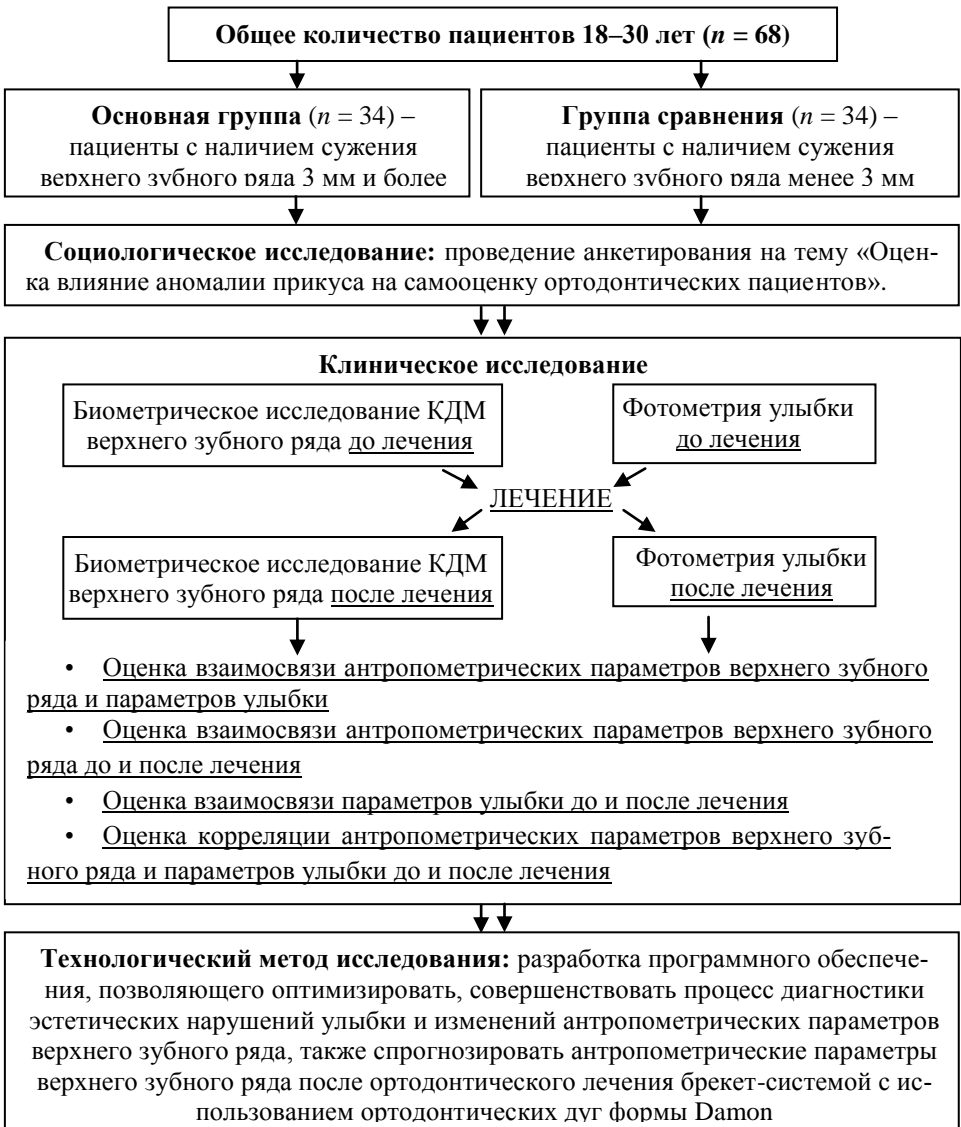 Общее количество пациентов 18–30 лет (n = 68)
Основная группа (n = 34) –
пациенты с наличием сужения
верхнего зубного ряда 3 мм и более
Группа сравнения (n = 34) –
пациенты с наличием сужения
верхнего зубного ряда менее 3 мм
Социологическое исследование: проведение анкетирования на тему «Оцен-
ка влияние аномалии прикуса на самооценку ортодонтических пациентов».
Клиническое исследование
Биометрическое исследование КДМ
верхнего зубного ряда до лечения
Фотометрия улыбки
до лечения
ЛЕЧЕНИЕ
Биометрическое исследование КДМ
верхнего зубного ряда после лечения
Фотометрия улыбки
после лечения
• Оценка взаимосвязи антропометрических параметров верхнего зубного
ряда и параметров улыбки
• Оценка взаимосвязи антропометрических параметров верхнего зубного
ряда до и после лечения
• Оценка взаимосвязи параметров улыбки до и после лечения
• Оценка корреляции антропометрических параметров верхнего зуб-
ного ряда и параметров улыбки до и после лечения
Технологический метод исследования: разработка программного обеспече-
ния, позволяющего оптимизировать, совершенствовать процесс диагностики
эстетических нарушений улыбки и изменений антропометрических параметров
верхнего зубного ряда, также спрогнозировать антропометрические параметры
верхнего зубного ряда после ортодонтического лечения брекет-системой с ис-
пользованием ортодонтических дуг формы Damon